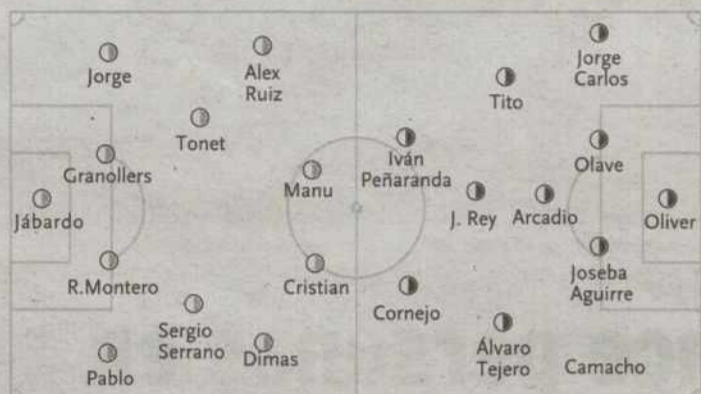 Jorge
Alex
Ruiz
Tonet
Granollers
Jábardo
Manu
R.Montero
Cristian
Sergio
Serrano
Dimas
Pablo
Jorge
Carlos
Tito
Iván
Peñaranda
Olave
J. Rey
Arcadio
Oliver
Joseba
Aguirre
Cornejo
Álvaro
Tejero
Camacho